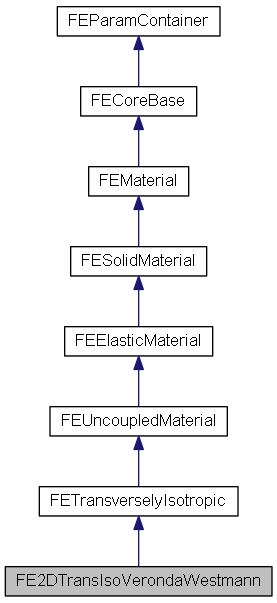 FEParamContainer
FECoreBase
FEMaterial
FESolidMaterial
FEElasticMaterial
FEUncoupledMaterial
FETransverselyIsotropic
FE2DTransIsoVerondaWestmann